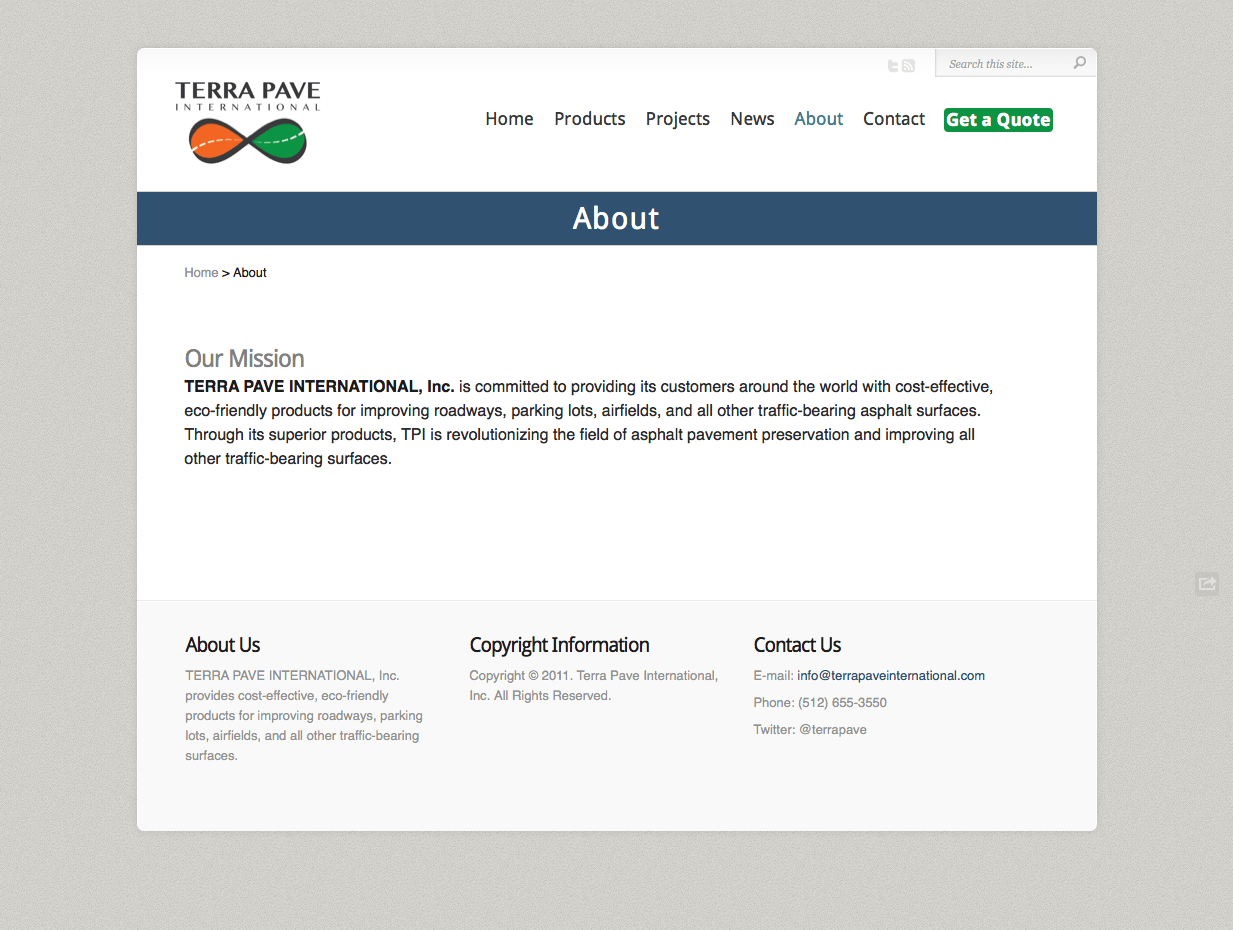 Search this site...
TERRA PAVE
INTERNATIONAL
Home Products Projects News About Contact Get a Quote
About
Home > About
Our Mission
TERRA PAVE INTERNATIONAL, Inc. is committed to providing its customers around the world with cost-effective,
eco-friendly products for improving roadways, parking lots, airfields, and all other traffic-bearing asphalt surfaces.
Through its superior products, TPI is revolutionizing the field of asphalt pavement preservation and improving all
other traffic-bearing surfaces.
About Us
TERRA PAVE INTERNATIONAL, Inc.
provides cost-effective, eco-friendly
products for improving roadways, parking
lots, airfields, and all other traffic-bearing
surfaces.
Copyright Information
Copyright © 2011. Terra Pave International,
Inc. All Rights Reserved.
Contact Us
E-mail: info@terrapaveinternational.com
Phone: (512) 655-3550
Twitter: @terrapave